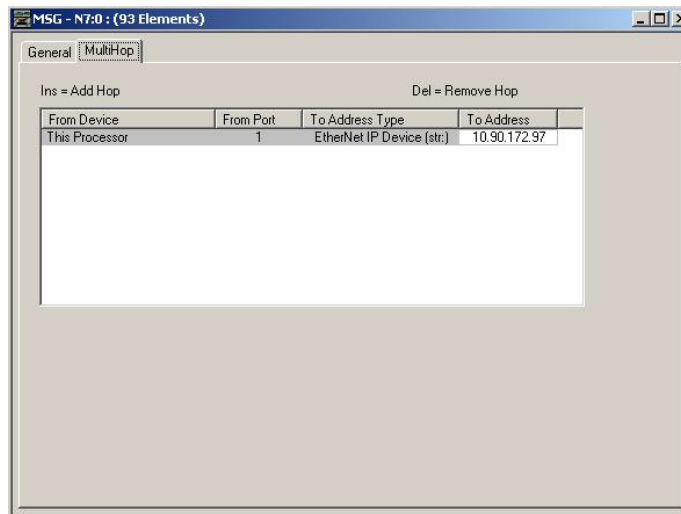 MSG - N7:0 : (93 Elements)
General MultiHop
Ins = Add Hop Del = Remove Hop
From Device From Port To Address Type To Address
This Processor 1 EtherNet IP Device (str:) 10.90.172.97